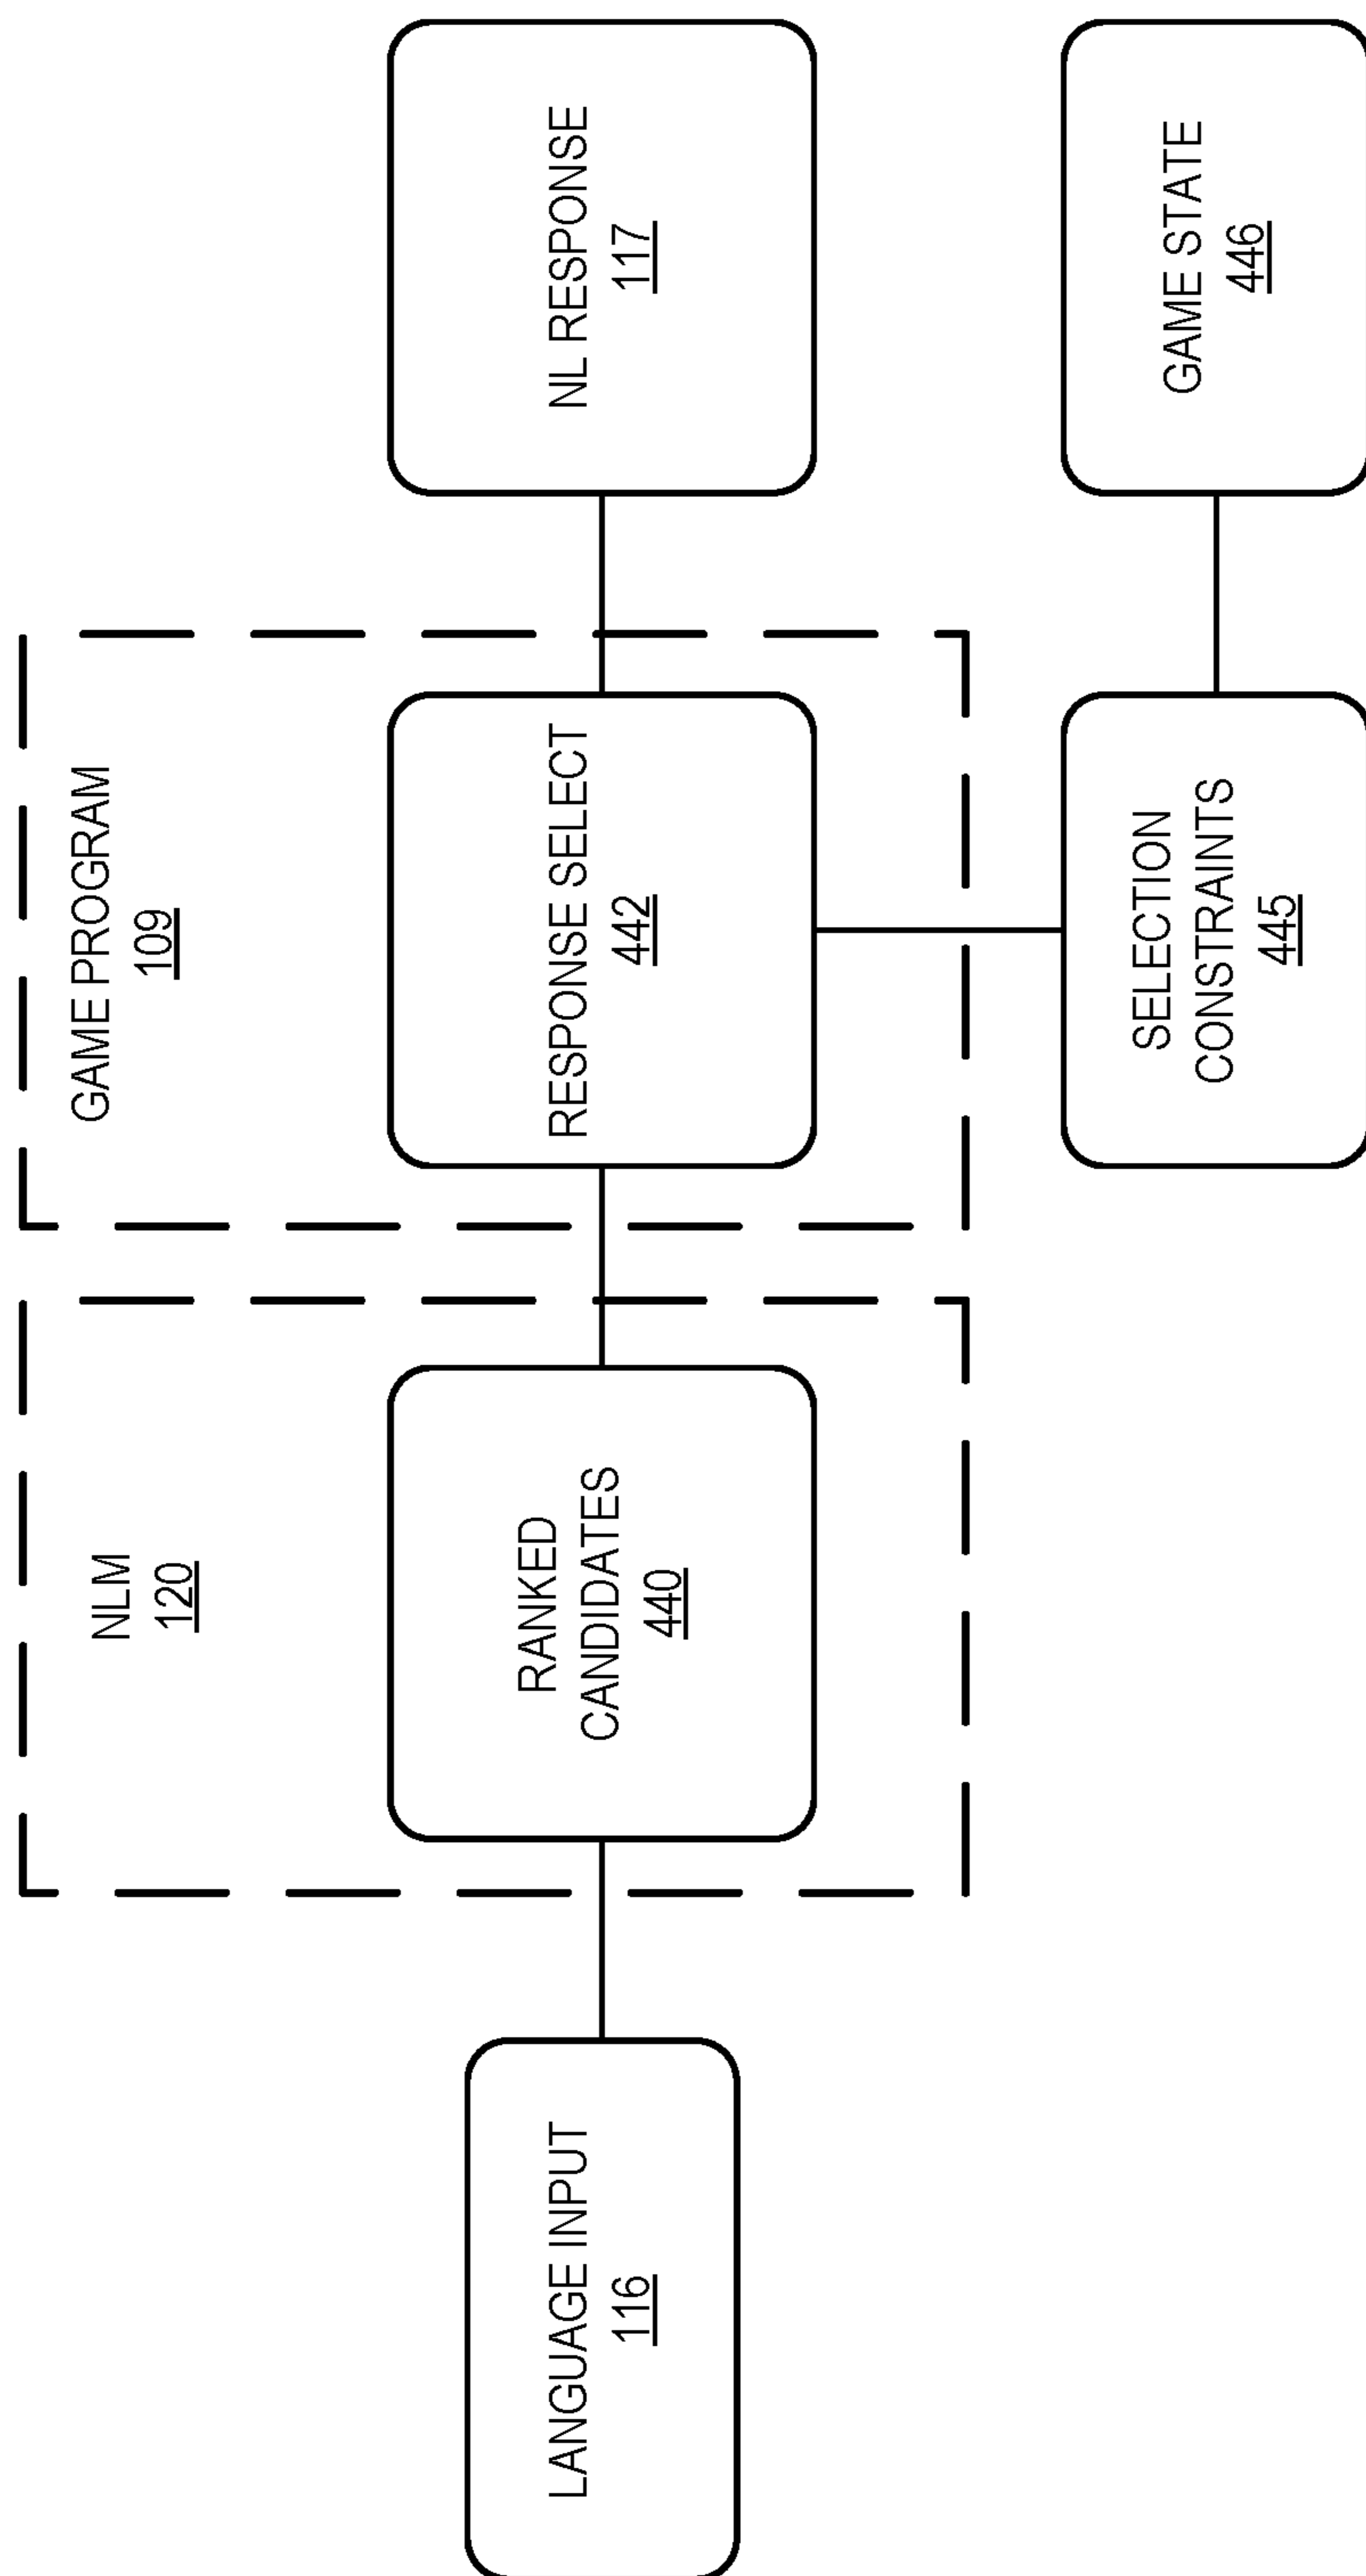 NLM
120
GAME PROGRAM
109
LANGUAGE INPUT
116
RANKED
CANDIDATES
440
RESPONSE SELECT
442
NL RESPONSE
117
SELECTION
CONSTRAINTS
445
GAME STATE
446